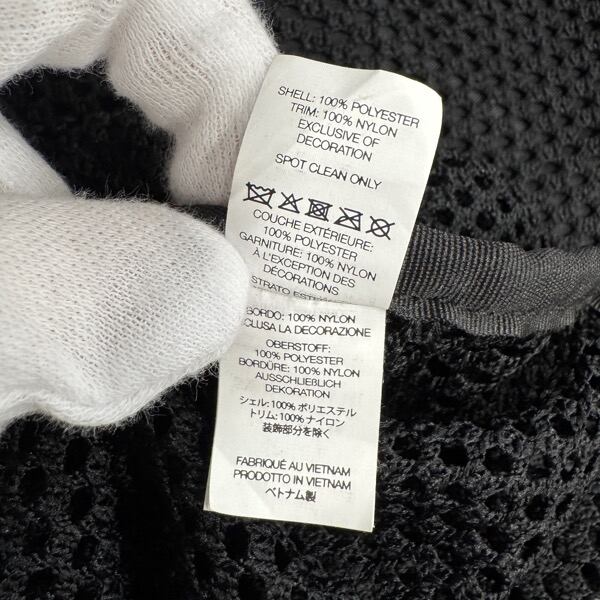 SHELL: 100% POLYESTER
TRIM: 100% NYLON
EXCLUSIVE OF
DECORATION
SPOT CLEAN ONLY
COUCHE EXTÉRIEURE:
100% POLYESTER
GARNITURE: 100% NYLON
À L'EXCEPTION DES
DÉCORATIONS
STRATO
BORDO: 100% NYLON
CLUSA LA DECORAZIONE
OBERSTOFF:
100% POLYESTER
BORDÜRE: 100% NYLON
AUSSCHLIEßLICH
DEKORATION
シェル:100%ポリエステル
トリム:100%ナイロン
装飾部分を除く
FABRIQUÉ AU VIETNAM
PRODOTTO IN VIETNAM
ベトナム製